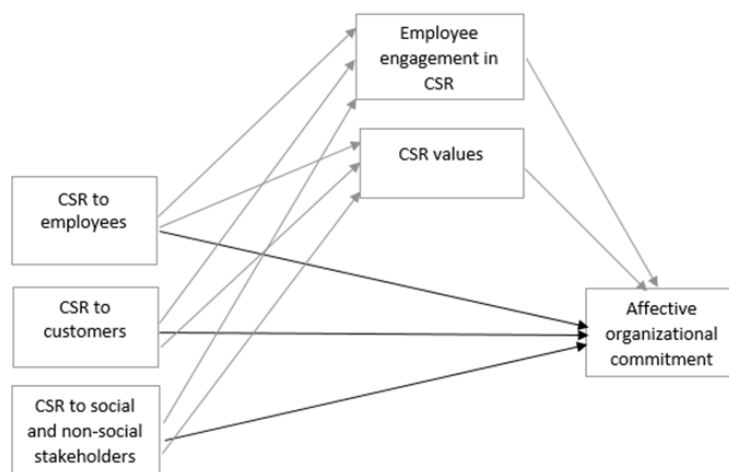 Employee
engagement in
CSR
CSR values
CSR to
employees
CSR to
customers
CSR to social
and non-social
stakeholders
Affective
organizational
commitment